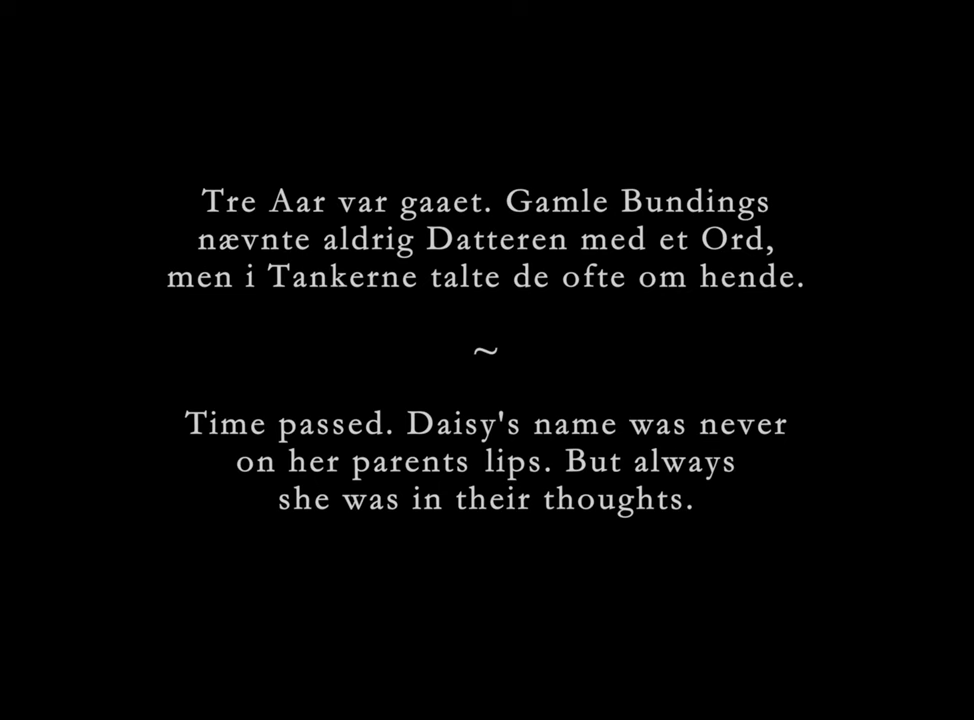 Tre Aar var gaaet. Gamle Bundings
nævnte aldrig Datteren med et Ord,
men i Tankerne talte de ofte om hende.
~
Time passed. Daisy's name was never
on her parents lips. But always
she was in their thoughts.